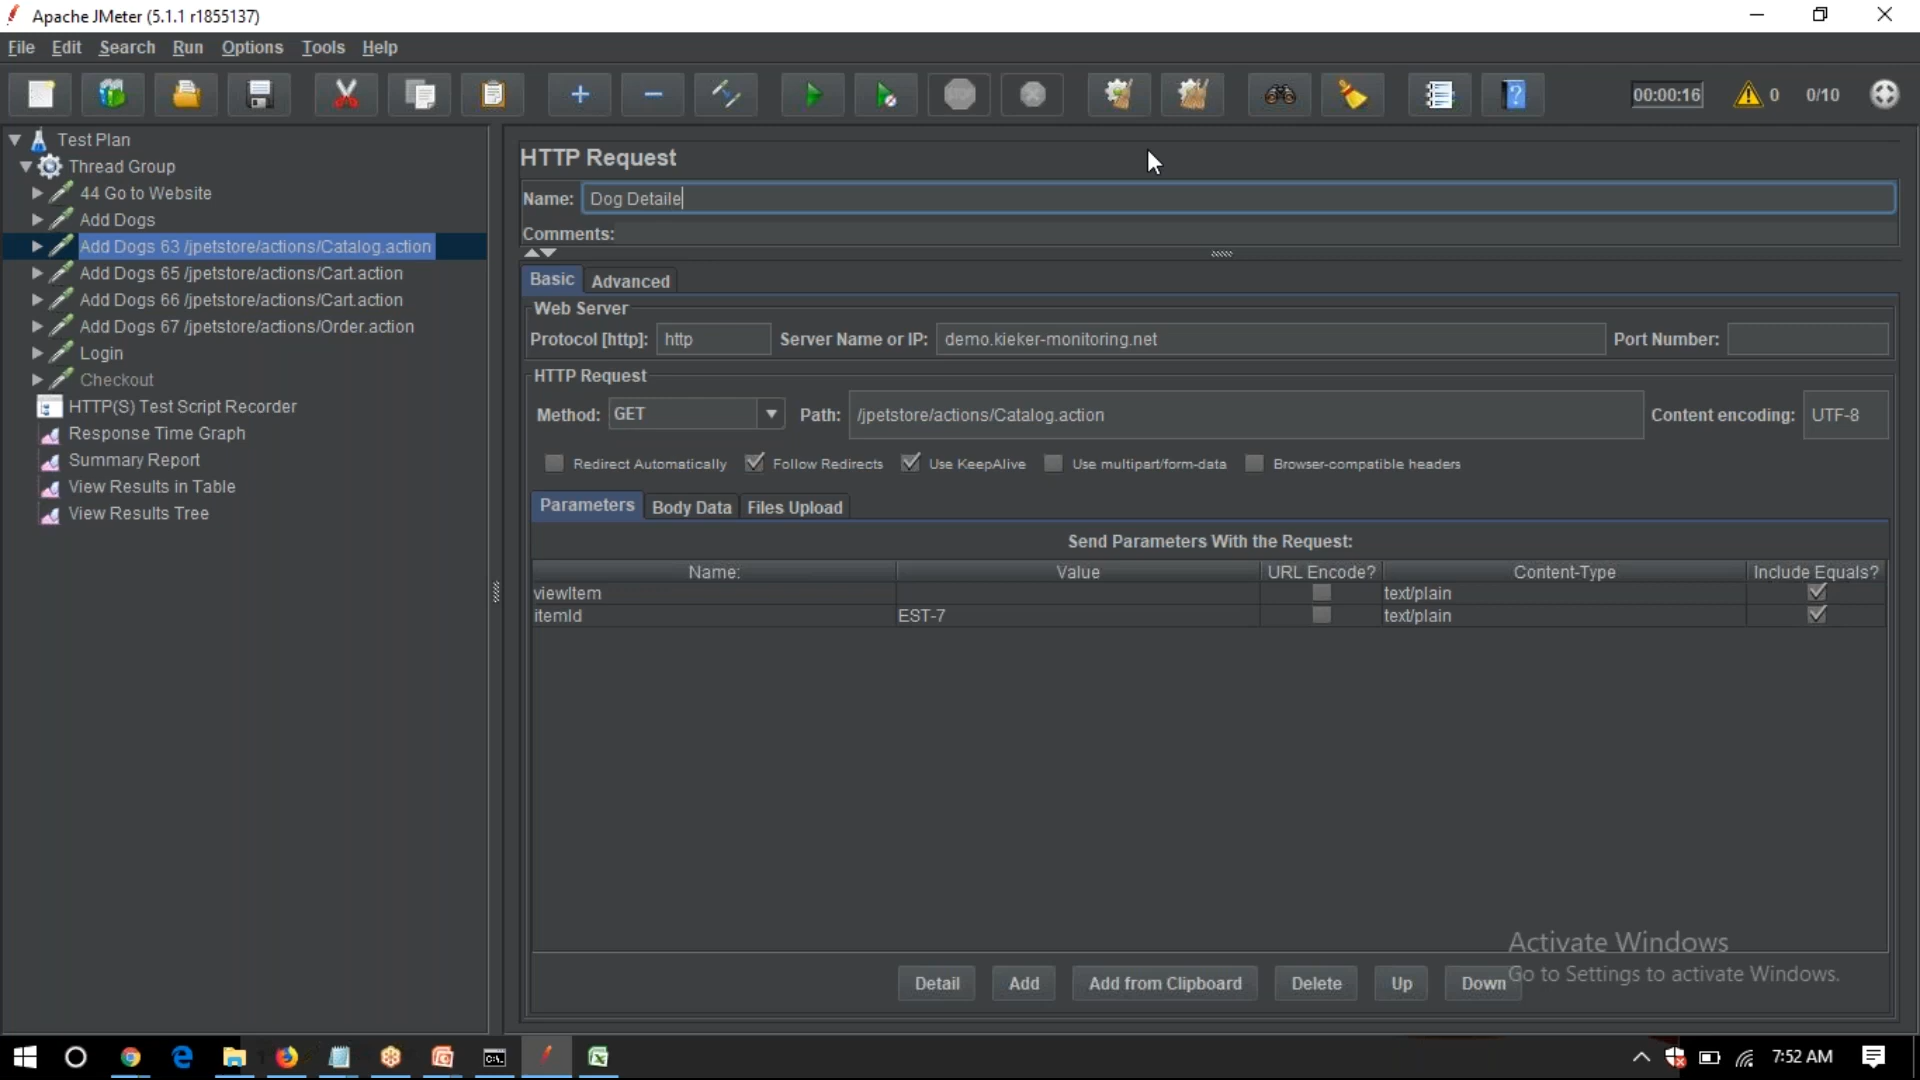 Apache JMeter (5.1.1 r1855137)
File Edit Search Run Options Tools Help
00:00:16 0 0/10
Test Plan
Thread Group
44 Go to Website
Add Dogs
Add Dogs 63 /jpetstore/actions/Catalog.action
Add Dogs 65 /jpetstore/actions/Cart.action
Add Dogs 66 /jpetstore/actions/Cart.action
Add Dogs 67 /jpetstore/actions/Order.action
Login
Checkout
HTTP(S) Test Script Recorder
Response Time Graph
Summary Report
View Results in Table
View Results Tree
HTTP Request
Name: Dog Detaile
Comments:
Basic Advanced
Web Server
Protocol [http]: http Server Name or IP: demo.kieker-monitoring.net Port Number:
HTTP Request
Method: GET Path: /jpetstore/actions/Catalog.action Content encoding: UTF-8
Redirect Automatically Follow Redirects Use KeepAlive Use multipart/form-data Browser-compatible headers
Parameters Body Data Files Upload
Send Parameters With the Request:
Name: Value URL Encode? Content-Type Include Equals?
viewItem text/plain
itemId EST-7 text/plain
Detail Add Add from Clipboard Delete Up Down
Activate Windows
Go to Settings to activate Windows.
7:52 AM